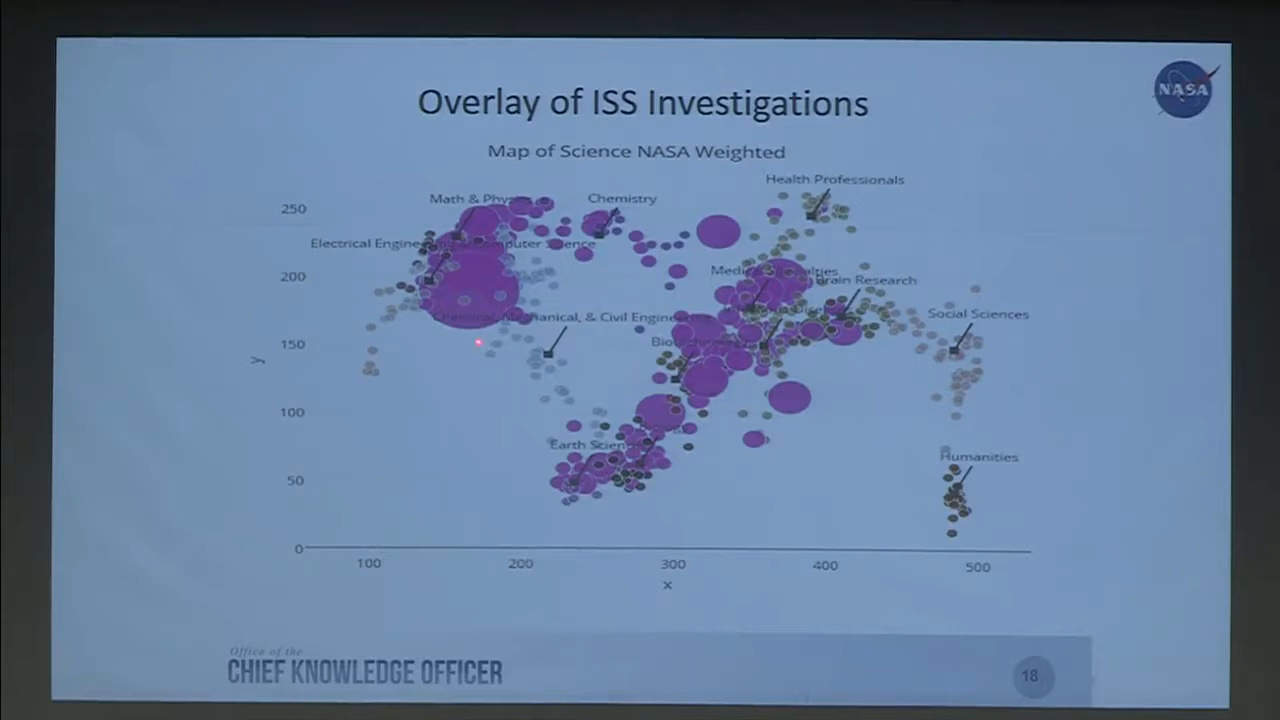 Overlay of ISS Investigations
NASA
Map of Science NASA Weighted
Health Professionals
Math & Physics
Chemistry
250
Electrical Engineering & Computer Science
200
Medical Specialties
Brain Research
Social Sciences
Chemical, Mechanical, & Civil Engineering
150
y
100
Earth Sciences
Humanities
50
0
100
200
300
400
500
x
Office of the
CHIEF KNOWLEDGE OFFICER
18